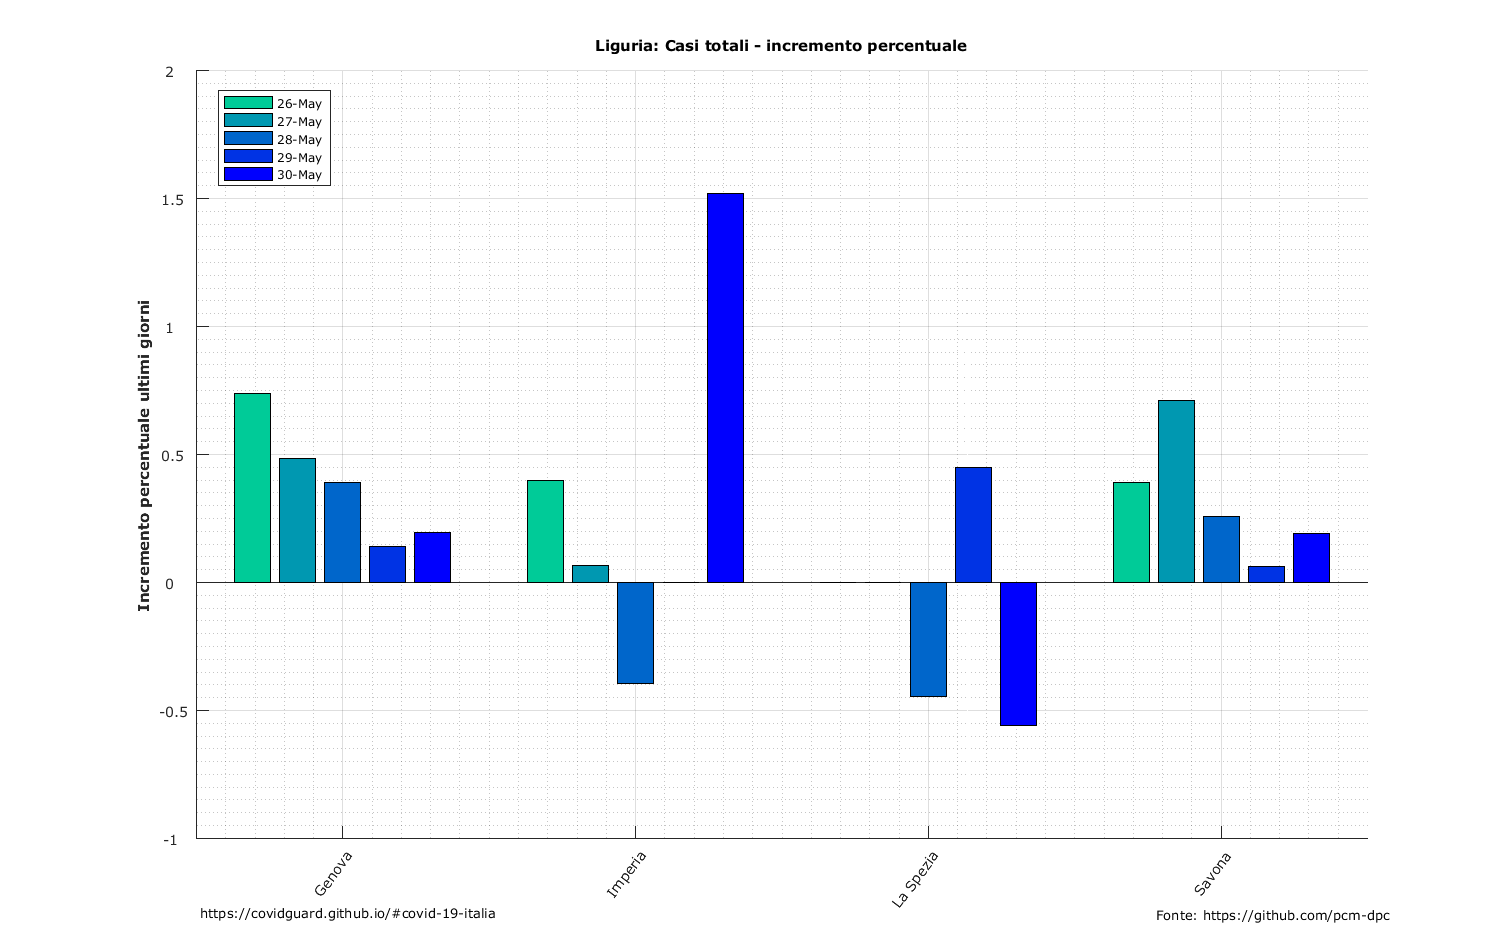 Liguria: Casi totali - incremento percentuale
2
1.5
1
0.5
0
-0.5
-1
Incremento percentuale ultimi giorni
26-May
27-May
28-May
29-May
30-May
Genova
Imperia
La Spezia
Savona
https://covidguard.github.io/#covid-19-italia
Fonte: https://github.com/pcm-dpc